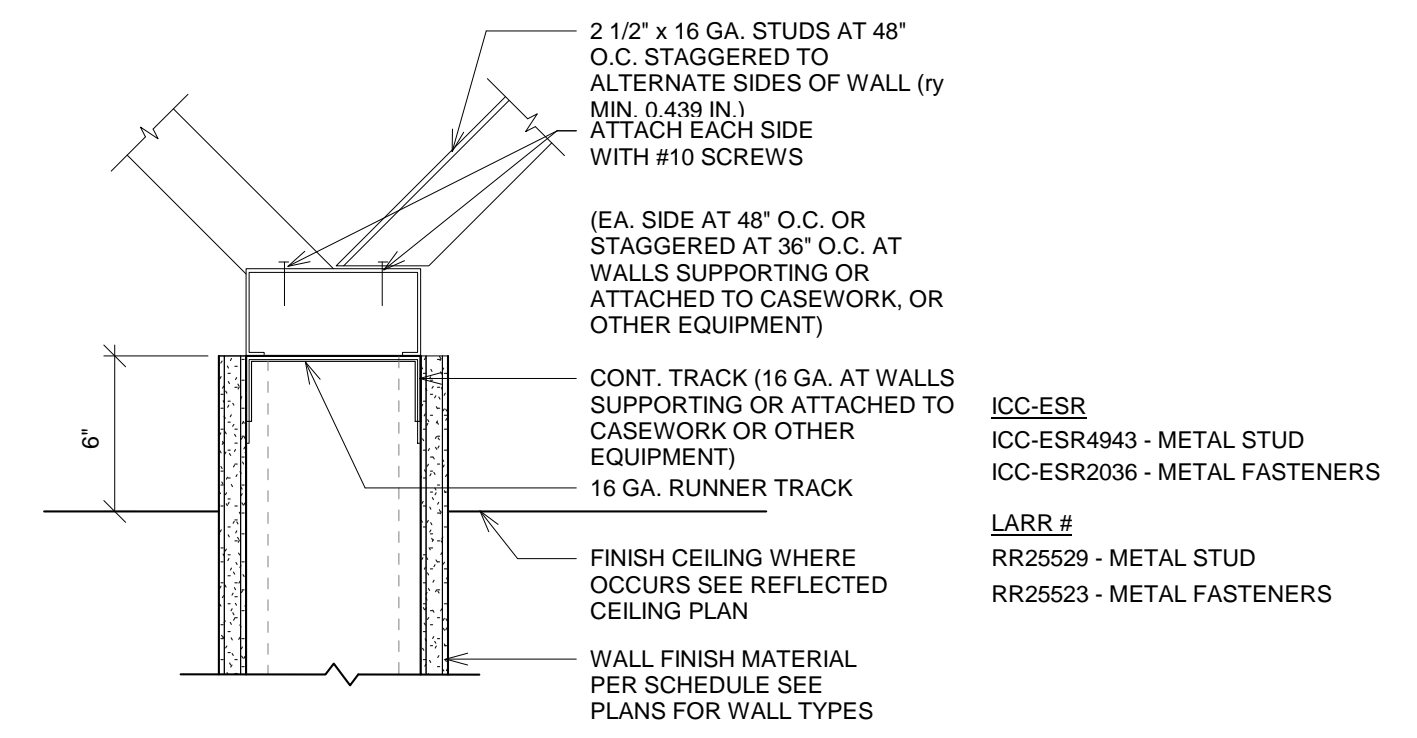 2 1/2" x 16 GA. STUDS AT 48"
O.C. STAGGERED TO
ALTERNATE SIDES OF WALL (ry
MIN. 0.439 IN.)
ATTACH EACH SIDE
WITH #10 SCREWS
(EA. SIDE AT 48" O.C. OR
STAGGERED AT 36" O.C. AT
WALLS SUPPORTING OR
ATTACHED TO CASEWORK, OR
OTHER EQUIPMENT)
CONT. TRACK (16 GA. AT WALLS
SUPPORTING OR ATTACHED TO
CASEWORK OR OTHER
EQUIPMENT)
16 GA. RUNNER TRACK
6"
FINISH CEILING WHERE
OCCURS SEE REFLECTED
CEILING PLAN
WALL FINISH MATERIAL
PER SCHEDULE SEE
PLANS FOR WALL TYPES
ICC-ESR
ICC-ESR4943 - METAL STUD
ICC-ESR2036 - METAL FASTENERS
LARR #
RR25529 - METAL STUD
RR25523 - METAL FASTENERS